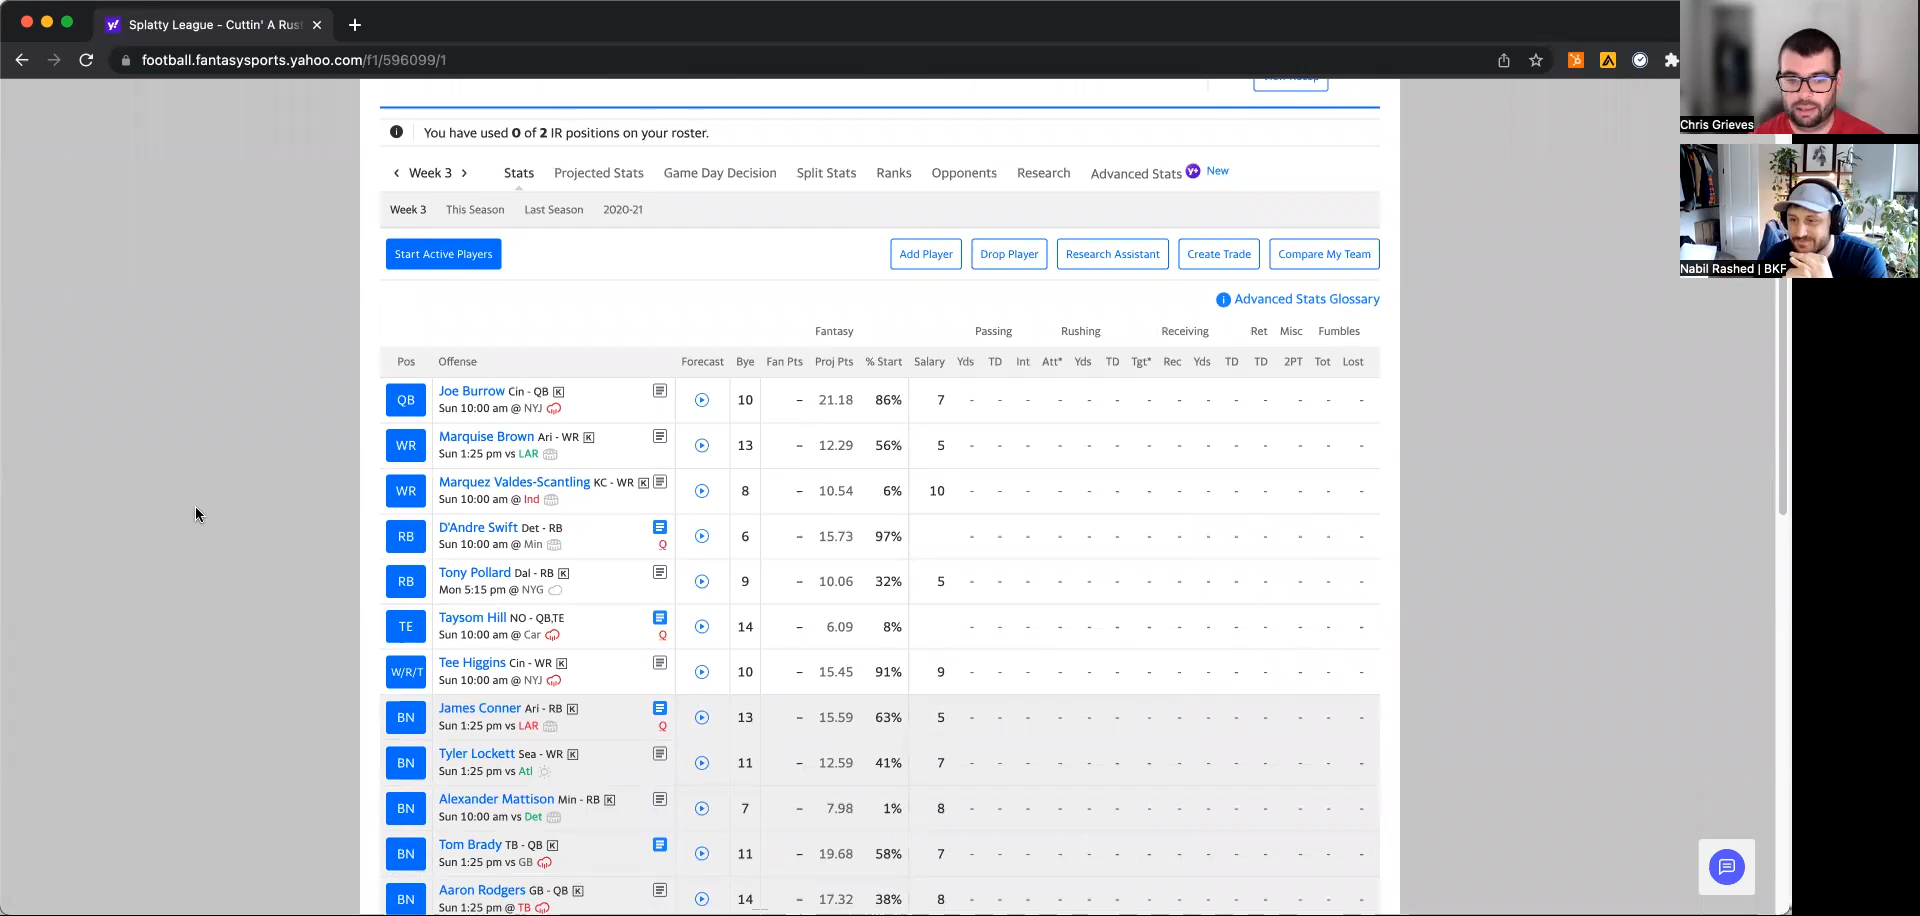 Splatty League - Cuttin' A Rus
football.fantasysports.yahoo.com/f1/596099/1
Chris Grieves
Nabil Rashed | BKF
You have used 0 of 2 IR positions on your roster.
Week 3 Stats Projected Stats Game Day Decision Split Stats Ranks Opponents Research Advanced Stats Y+ New
Week 3 This Season Last Season 2020-21
Start Active Players Add Player Drop Player Research Assistant Create Trade Compare My Team
Advanced Stats Glossary
Fantasy Passing Rushing Receiving Ret Misc Fumbles
Pos Offense Forecast Bye Fan Pts Proj Pts % Start Salary Yds TD Int Att* Yds TD Tgt* Rec Yds TD TD 2PT Tot Lost
QB Joe Burrow Cin - QB K 10 – 21.18 86% 7 - - - - - - - - - - - - - -
Sun 10:00 am @ NYJ
WR Marquise Brown Ari - WR K 13 – 12.29 56% 5 - - - - - - - - - - - - - -
Sun 1:25 pm vs LAR
WR Marquez Valdes-Scantling KC - WR K 8 – 10.54 6% 10 - - - - - - - - - - - - - -
Sun 10:00 am @ Ind
RB D'Andre Swift Det - RB 6 – 15.73 97% - - - - - - - - - - - - - -
Sun 10:00 am @ Min Q
RB Tony Pollard Dal - RB K 9 – 10.06 32% 5 - - - - - - - - - - - - - -
Mon 5:15 pm @ NYG
TE Taysom Hill NO - QB,TE 14 – 6.09 8% - - - - - - - - - - - - - -
Sun 10:00 am @ Car Q
W/R/T Tee Higgins Cin - WR K 10 – 15.45 91% 9 - - - - - - - - - - - - - -
Sun 10:00 am @ NYJ
BN James Conner Ari - RB K 13 – 15.59 63% 5 - - - - - - - - - - - - - -
Sun 1:25 pm vs LAR Q
BN Tyler Lockett Sea - WR K 11 – 12.59 41% 7 - - - - - - - - - - - - - -
Sun 1:25 pm vs Atl
BN Alexander Mattison Min - RB K 7 – 7.98 1% 8 - - - - - - - - - - - - - -
Sun 10:00 am vs Det
BN Tom Brady TB - QB K 11 – 19.68 58% 7 - - - - - - - - - - - - - -
Sun 1:25 pm vs GB
BN Aaron Rodgers GB - QB K 14 – 17.32 38% 8 - - - - - - - - - - - - - -
Sun 1:25 pm @ TB